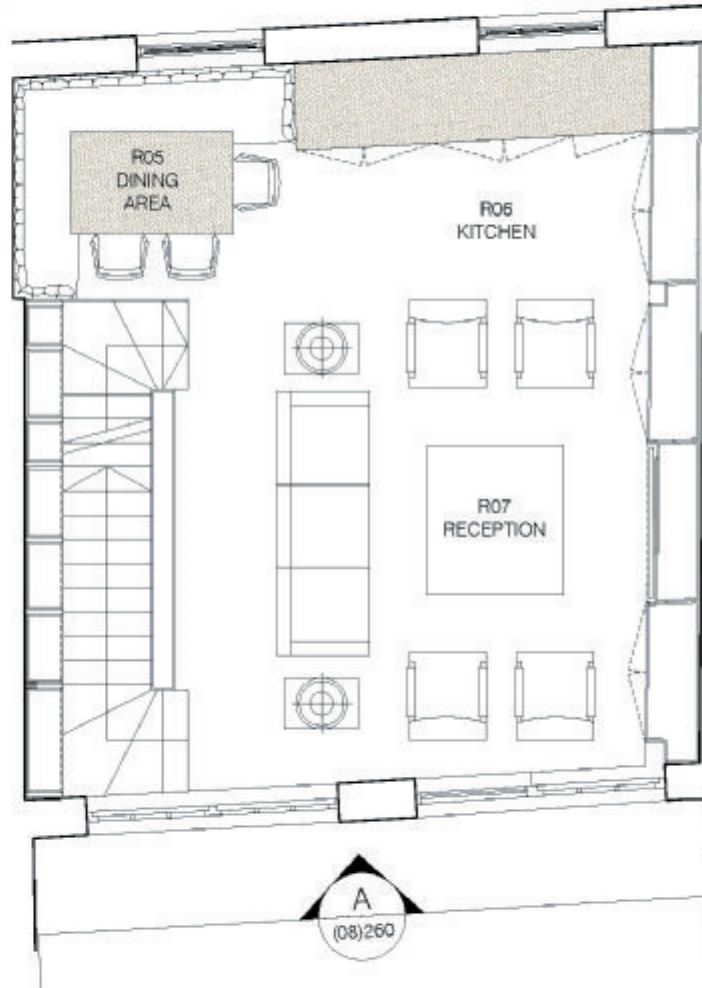 R05
DINING
AREA
R06
KITCHEN
R07
RECEPTION
A
(08)260